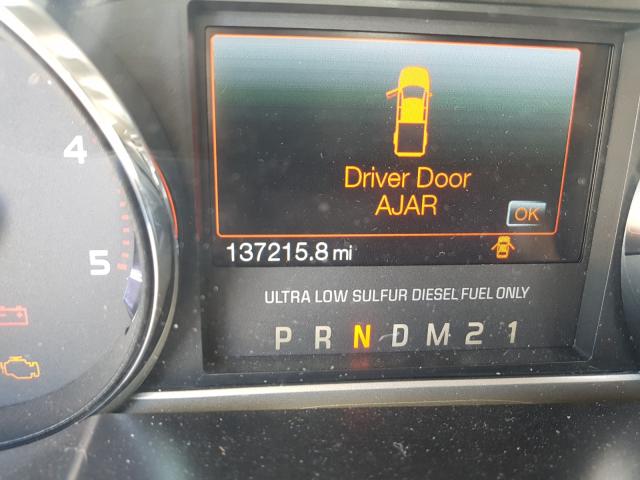 4
5
Driver Door
AJAR
OK
137215.8 mi
ULTRA LOW SULFUR DIESEL FUEL ONLY
P R N D M 2 1